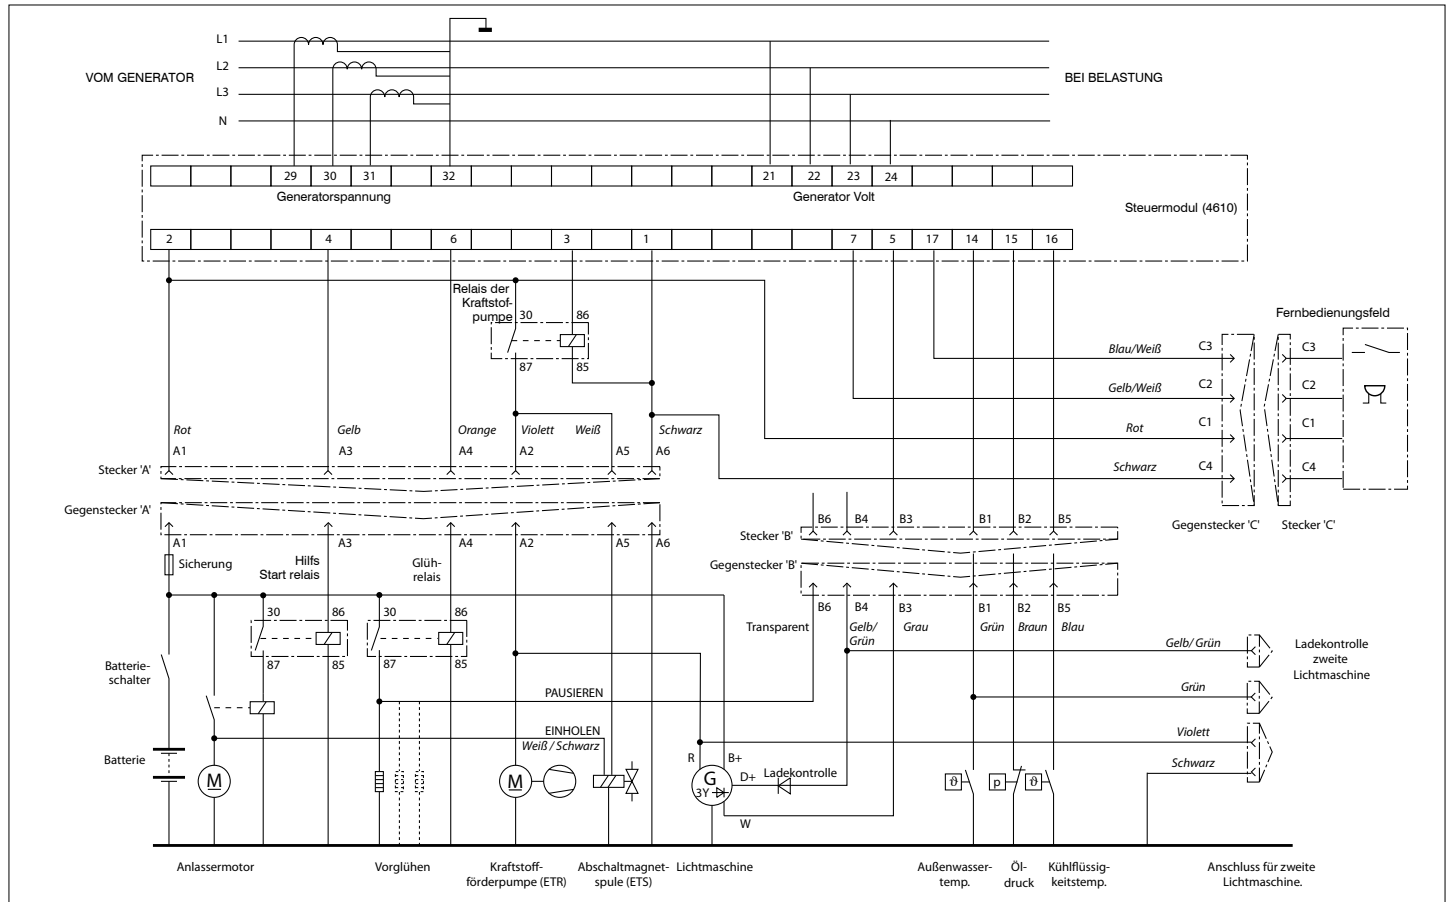 L1
VOM GENERATOR
L2
BEI BELASTUNG
L3
N
29 30 31 32 21 22 23 24
Generatorspannung
Generator Volt
Steuermodul (4610)
2 4 6 3 1 7 5 17 14 15 16
Relais der
Kraftstof-
pumpe
30 86
87 85
Fernbedienungsfeld
Blau/Weiß C3 C3
Gelb/Weiß C2 C2
Rot C1 C1
Schwarz C4 C4
Gegenstecker 'C' Stecker 'C'
Rot Gelb Orange Violett Weiß Schwarz
A1 A3 A4 A2 A5 A6
Stecker 'A'
Gegenstecker 'A'
A1 A3 A4 A2 A5 A6
B6 B4 B3 B1 B2 B5
Stecker 'B'
Gegenstecker 'B'
B6 B4 B3 B1 B2 B5
Transparent
Gelb/
Grün
Grau Grün Braun Blau
Sicherung
Hilfs
Start relais
Glüh-
relais
30 86 30 86
87 85 87 85
Batterie-
schalter
Batterie
M
PAUSIEREN
EINHOLEN
Weiß / Schwarz
M
R B+
G
3Y
D+
W
Ladekontrolle
ϑ p ϑ
Gelb/ Grün
Ladekontrolle
zweite
Lichtmaschine
Grün
Violett
Schwarz
Anlassermotor
Vorglühen
Kraftstoff-
förderpumpe (ETR)
Abschaltmagnet-
spule (ETS)
Lichtmaschine
Außenwasser-
temp.
Öl-
druck
Kühlflüssig-
keitstemp.
Anschluss für zweite
Lichtmaschine.